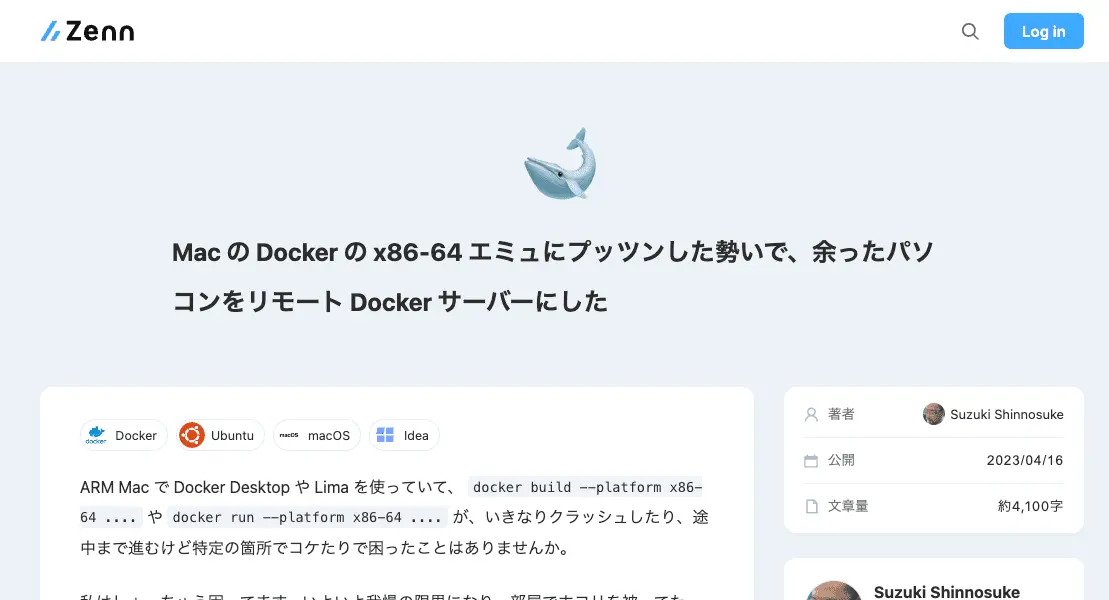 Zenn
Log in
Mac の Docker の x86-64 エミュにプッツンした勢いで、余ったパソ
コンをリモート Docker サーバーにした
docker
Docker
Ubuntu
macOS
macOS
Idea
ARM Mac で Docker Desktop や Lima を使っていて、 docker build --platform x86-
64 .... や docker run --platform x86-64 .... が、いきなりクラッシュしたり、途
中まで進むけど特定の箇所でコケたりで困ったことはありませんか。
著者
Suzuki Shinnosuke
公開
2023/04/16
文章量
約4,100字
Suzuki Shinnosuke